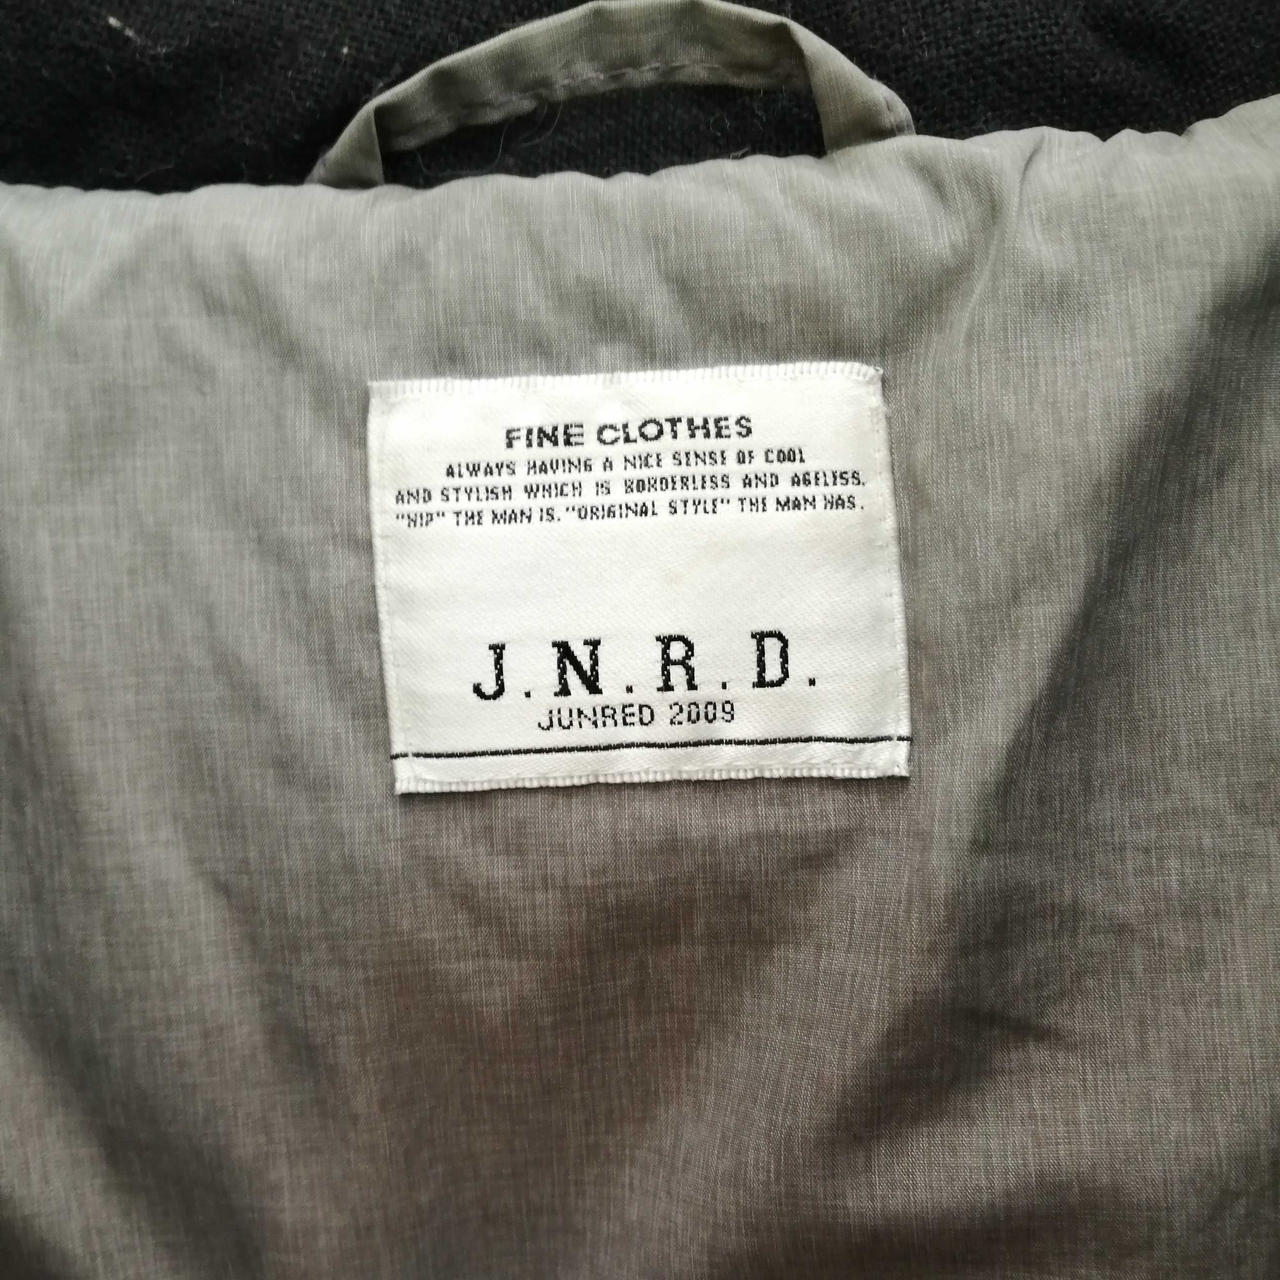 FINE CLOTHES
ALWAYS HAVING A NICE SENSE OF COOL
AND STYLISH WHICH IS BORDERLESS AND AGELESS.
"HIP" THE MAN IS. "ORIGINAL STYLE" THE MAN HAS.
J.N.R.D.
JUNRED 2009